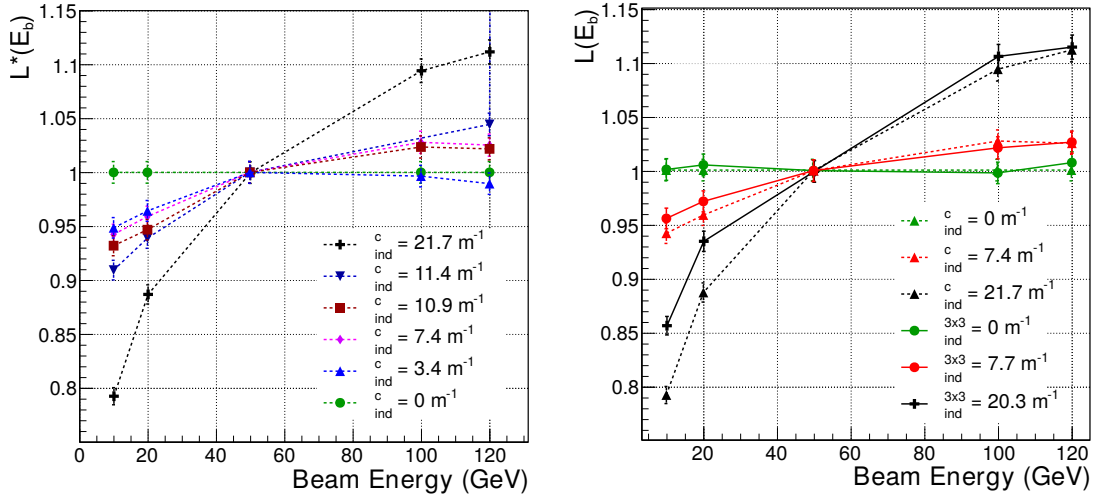 L*(E_b)
1.15
1.1
1.05
1
0.95
0.9
0.85
0.8
0 20 40 60 80 100 120
Beam Energy (GeV)
c ind = 21.7 m⁻¹
c ind = 11.4 m⁻¹
c ind = 10.9 m⁻¹
c ind = 7.4 m⁻¹
c ind = 3.4 m⁻¹
c ind = 0 m⁻¹
L(E_b)
1.15
1.1
1.05
1
0.95
0.9
0.85
0.8
20 40 60 80 100 120
Beam Energy (GeV)
c ind = 0 m⁻¹
c ind = 7.4 m⁻¹
c ind = 21.7 m⁻¹
3x3 ind = 0 m⁻¹
3x3 ind = 7.7 m⁻¹
3x3 ind = 20.3 m⁻¹